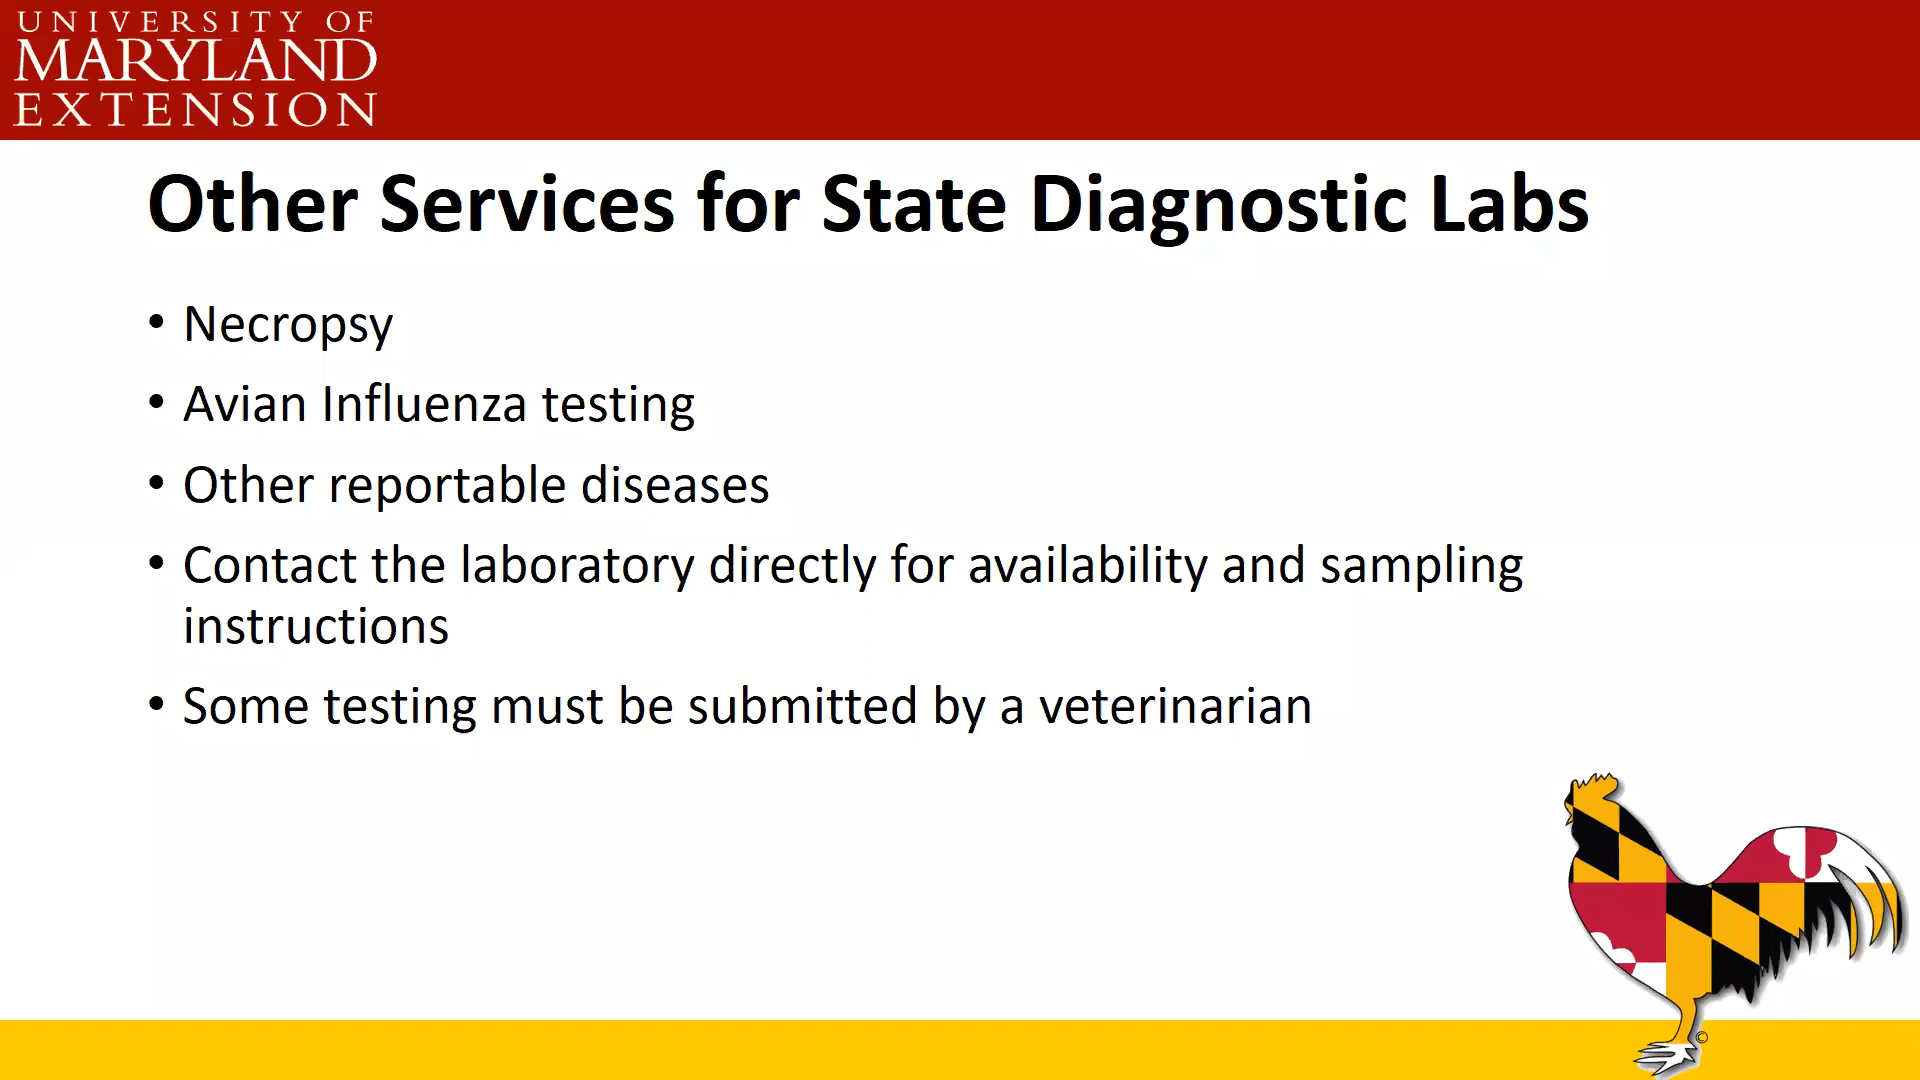 UNIVERSITY OF
MARYLAND
EXTENSION
Other Services for State Diagnostic Labs
• Necropsy
• Avian Influenza testing
• Other reportable diseases
• Contact the laboratory directly for availability and sampling
instructions
• Some testing must be submitted by a veterinarian
©